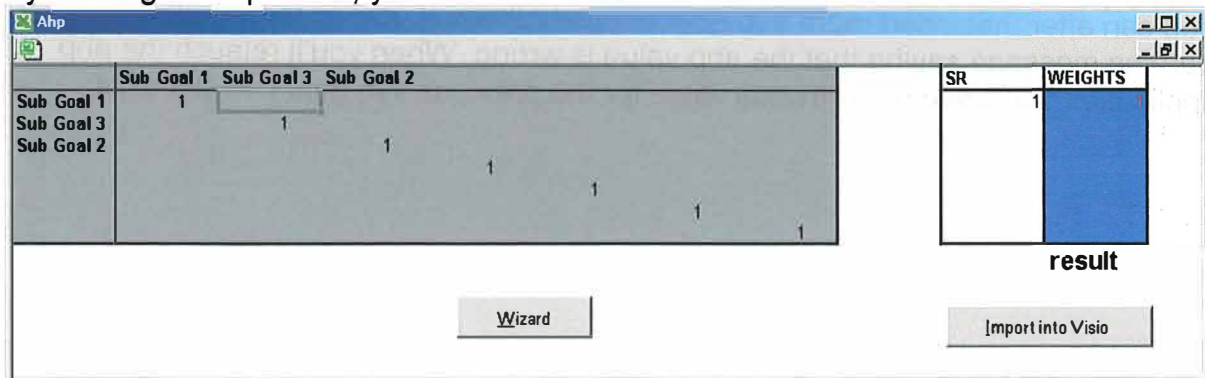 Ahp
Sub Goal 1 Sub Goal 3 Sub Goal 2 SR WEIGHTS
Sub Goal 1 1 1 1
Sub Goal 3 1
Sub Goal 2 1
1
1
1
1
result
Wizard Import into Visio